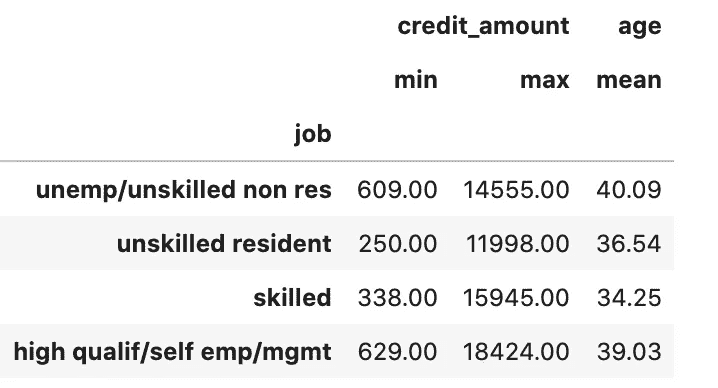 credit_amount age
min max mean
job
unemp/unskilled non res 609.00 14555.00 40.09
unskilled resident 250.00 11998.00 36.54
skilled 338.00 15945.00 34.25
high qualif/self emp/mgmt 629.00 18424.00 39.03